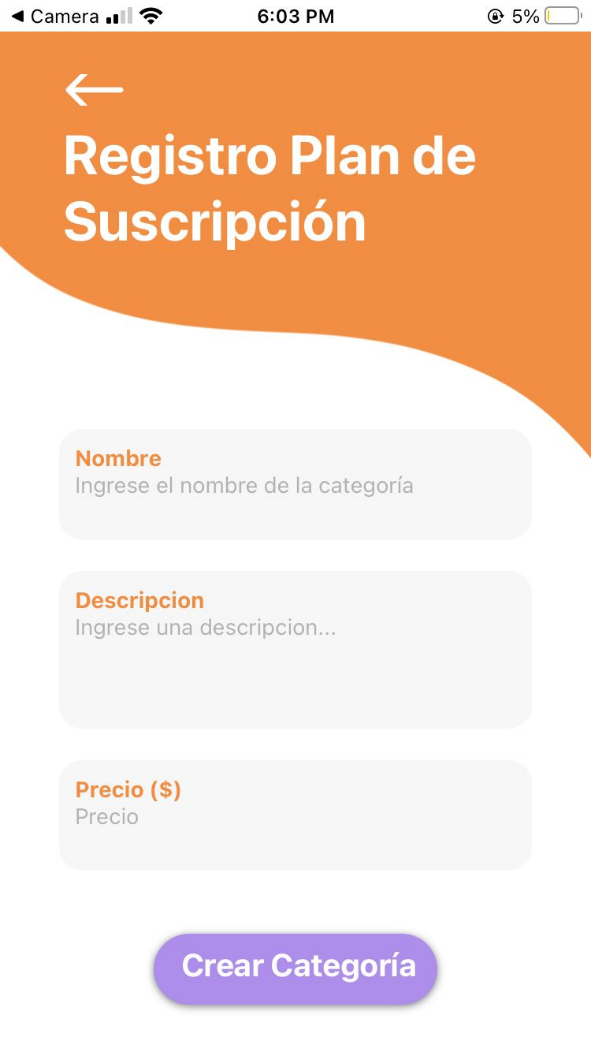 Camera 6:03 PM 5%
Registro Plan de
Suscripción
Nombre
Ingrese el nombre de la categoría
Descripcion
Ingrese una descripcion...
Precio ($)
Precio
Crear Categoría